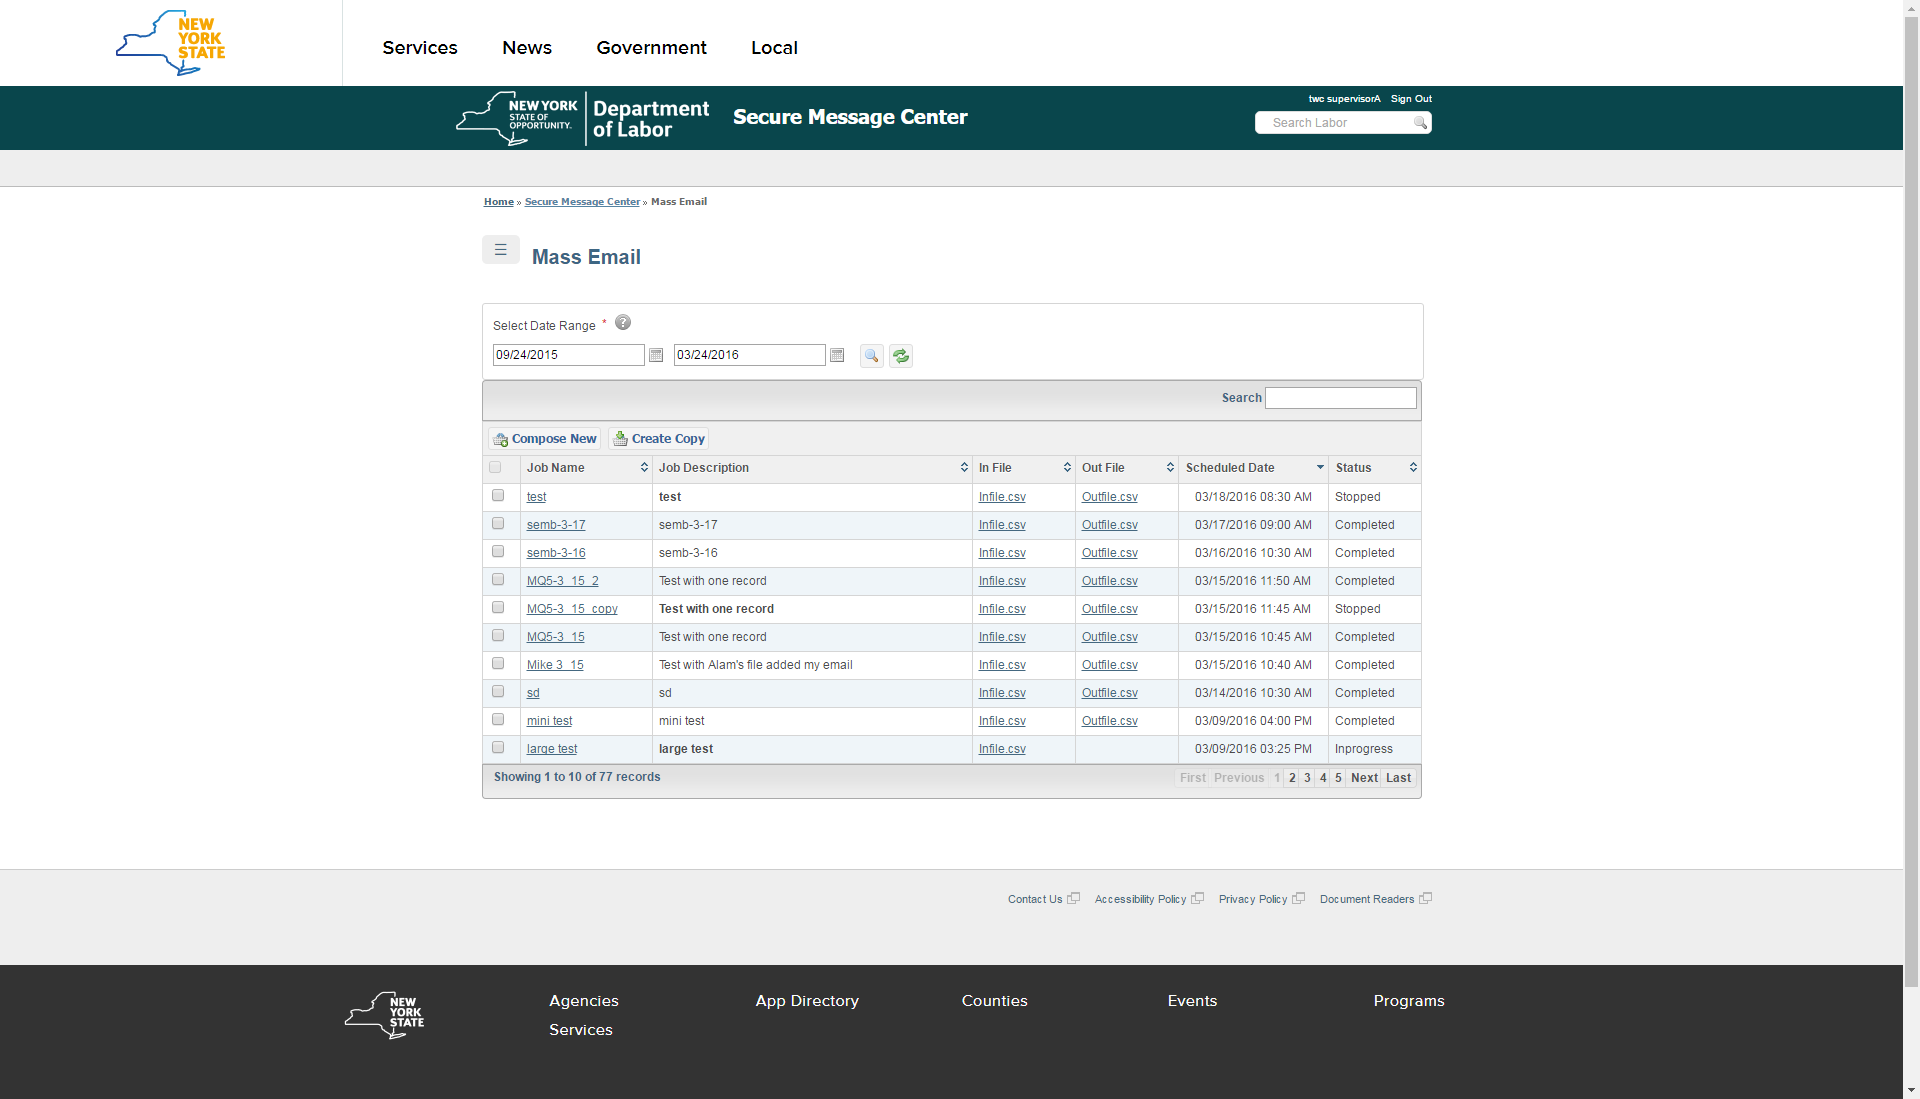 NEW
YORK
STATE
Services News Government Local
NEW YORK
STATE OF
OPPORTUNITY.
Department
of Labor
Secure Message Center
twc supervisorA Sign Out
Search Labor
Home » Secure Message Center » Mass Email
☰ Mass Email
Select Date Range * ?
09/24/2015 03/24/2016
Search
Compose New Create Copy
Job Name Job Description In File Out File Scheduled Date Status
test test Infile.csv Outfile.csv 03/18/2016 08:30 AM Stopped
semb-3-17 semb-3-17 Infile.csv Outfile.csv 03/17/2016 09:00 AM Completed
semb-3-16 semb-3-16 Infile.csv Outfile.csv 03/16/2016 10:30 AM Completed
MQ5-3_15_2 Test with one record Infile.csv Outfile.csv 03/15/2016 11:50 AM Completed
MQ5-3_15_copy Test with one record Infile.csv Outfile.csv 03/15/2016 11:45 AM Stopped
MQ5-3_15 Test with one record Infile.csv Outfile.csv 03/15/2016 10:45 AM Completed
Mike 3_15 Test with Alam's file added my email Infile.csv Outfile.csv 03/15/2016 10:40 AM Completed
sd sd Infile.csv Outfile.csv 03/14/2016 10:30 AM Completed
mini test mini test Infile.csv Outfile.csv 03/09/2016 04:00 PM Completed
large test large test Infile.csv 03/09/2016 03:25 PM Inprogress
Showing 1 to 10 of 77 records First Previous 1 2 3 4 5 Next Last
Contact Us Accessibility Policy Privacy Policy Document Readers
NEW
YORK
STATE
Agencies App Directory Counties Events Programs
Services